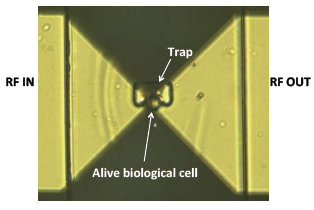 Trap
RF IN
RF OUT
Alive biological cell